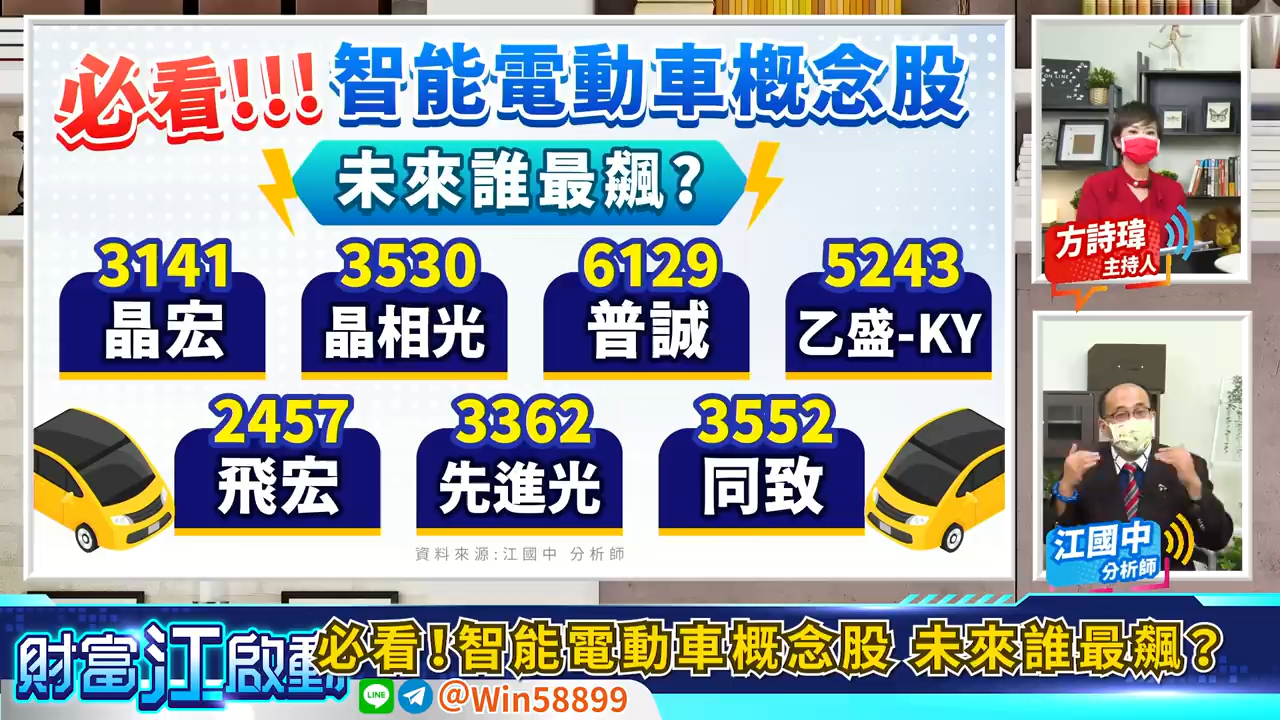 必看!!! 智能電動車概念股
未來誰最飆?
3141 3530 6129 5243
晶宏 晶相光 普誠 乙盛-KY
2457 3362 3552
飛宏 先進光 同致
資料來源:江國中 分析師
ON LINE
方詩瑋
主持人
江國中
分析師
財富江啟動
必看!智能電動車概念股 未來誰最飆?
LINE @Win58899